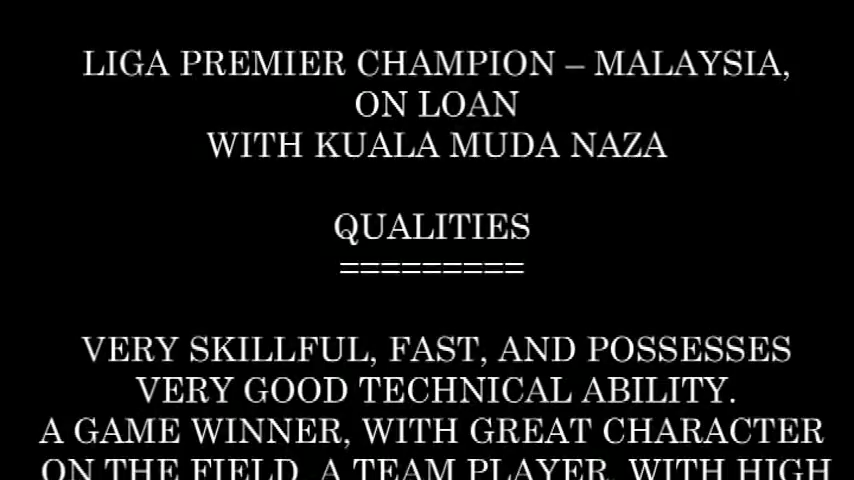 LIGA PREMIER CHAMPION – MALAYSIA,
ON LOAN
WITH KUALA MUDA NAZA
QUALITIES
=========
VERY SKILLFUL, FAST, AND POSSESSES
VERY GOOD TECHNICAL ABILITY.
A GAME WINNER, WITH GREAT CHARACTER
ON THE FIELD, A TEAM PLAYER, WITH HIGH